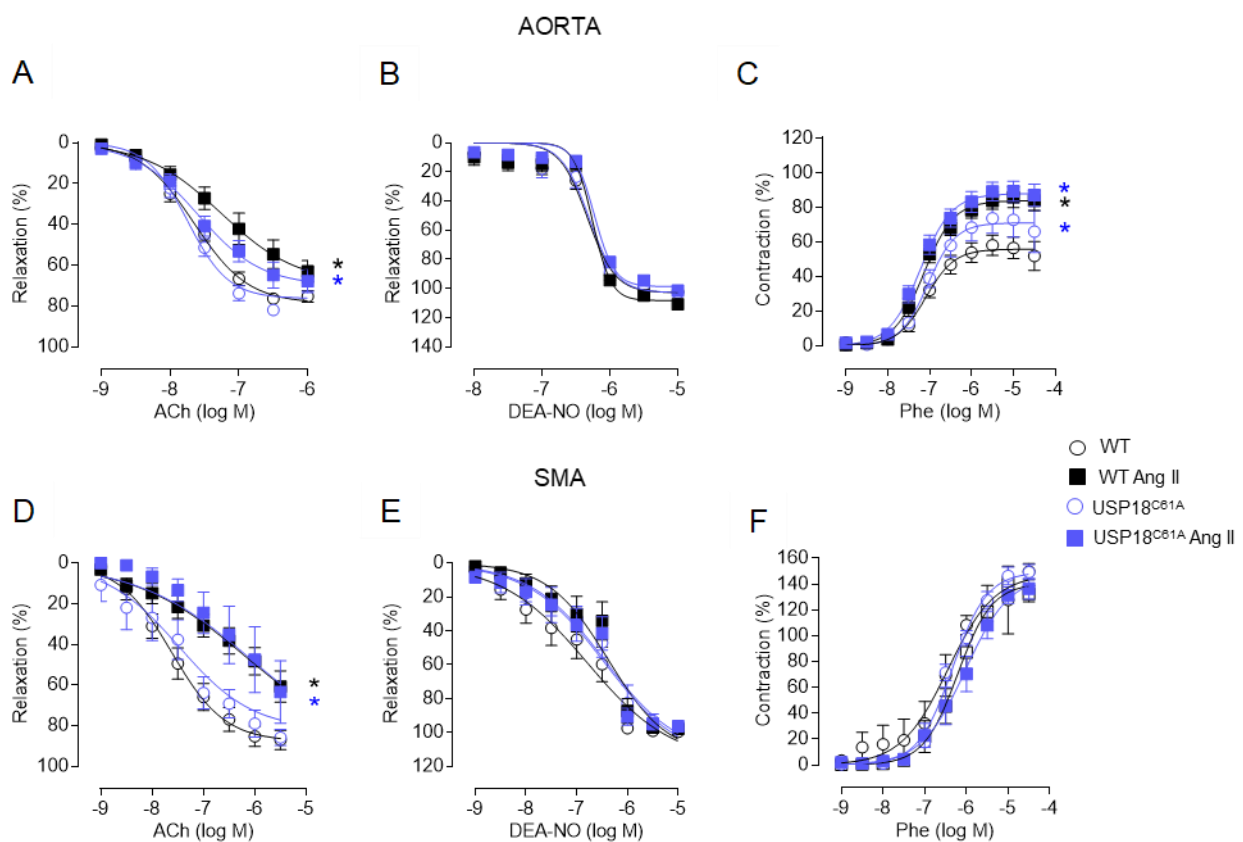 AORTA
A
B
C
Relaxation (%)
0
20
40
60
80
100
-9 -8 -7 -6
ACh (log M)
Relaxation (%)
0
20
40
60
80
100
120
140
-8 -7 -6 -5
DEA-NO (log M)
Contraction (%)
120
100
80
60
40
20
0
-9 -8 -7 -6 -5 -4
Phe (log M)
*
*
*
*
*
WT
WT Ang II
USP18C61A
USP18C61A Ang II
SMA
D
E
F
Relaxation (%)
0
20
40
60
80
100
-9 -8 -7 -6 -5
ACh (log M)
*
*
Relaxation (%)
0
20
40
60
80
100
120
-9 -8 -7 -6 -5
DEA-NO (log M)
Contraction (%)
160
140
120
100
80
60
40
20
0
-9 -8 -7 -6 -5 -4
Phe (log M)